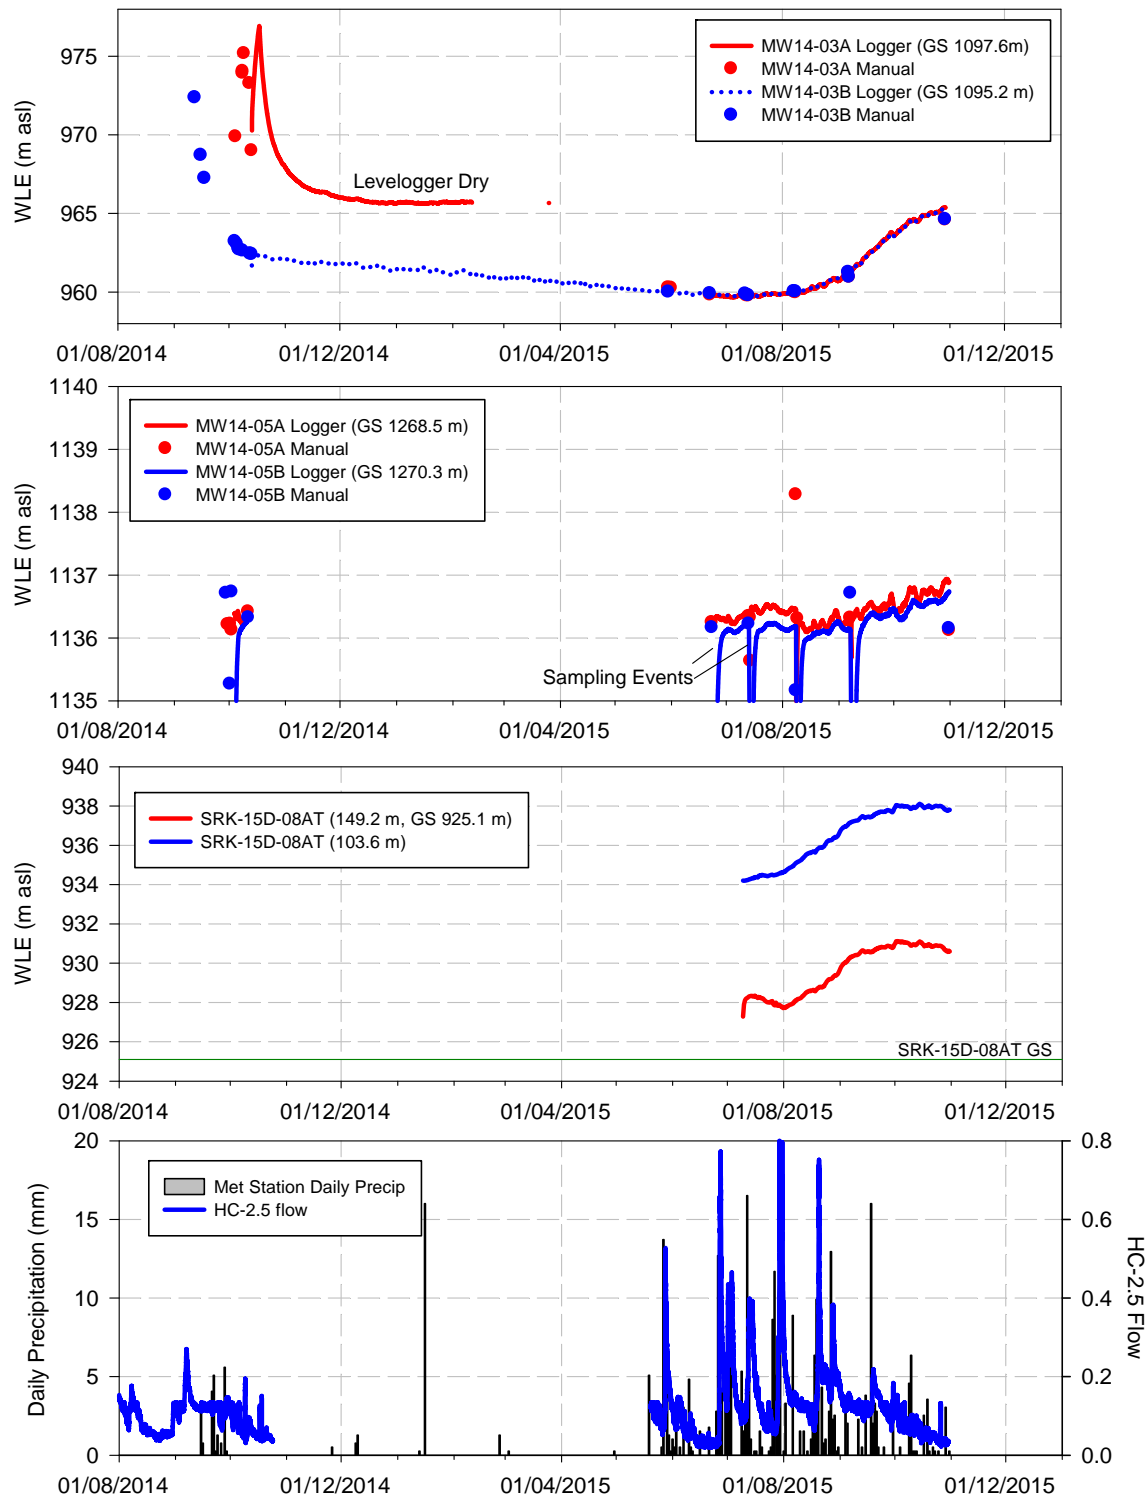 975
970
965
960
WLE (m asl)
MW14-03A Logger (GS 1097.6m)
MW14-03A Manual
MW14-03B Logger (GS 1095.2 m)
MW14-03B Manual
Levelogger Dry
01/08/2014
01/12/2014
01/04/2015
01/08/2015
01/12/2015
1140
1139
1138
1137
1136
1135
WLE (m asl)
MW14-05A Logger (GS 1268.5 m)
MW14-05A Manual
MW14-05B Logger (GS 1270.3 m)
MW14-05B Manual
Sampling Events
01/08/2014
01/12/2014
01/04/2015
01/08/2015
01/12/2015
940
938
936
934
931
930
928
926
924
WLE (m asl)
SRK-15D-08AT (149.2 m, GS 925.1 m)
SRK-15D-08AT (103.6 m)
SRK-15D-08AT GS
01/08/2014
01/12/2014
01/04/2015
01/08/2015
01/12/2015
20
15
10
5
0
Daily Precipitation (mm)
Met Station Daily Precip
HC-2.5 flow
0.8
0.6
0.4
0.2
0.0
HC-2.5 Flow
01/08/2014
01/12/2014
01/04/2015
01/08/2015
01/12/2015